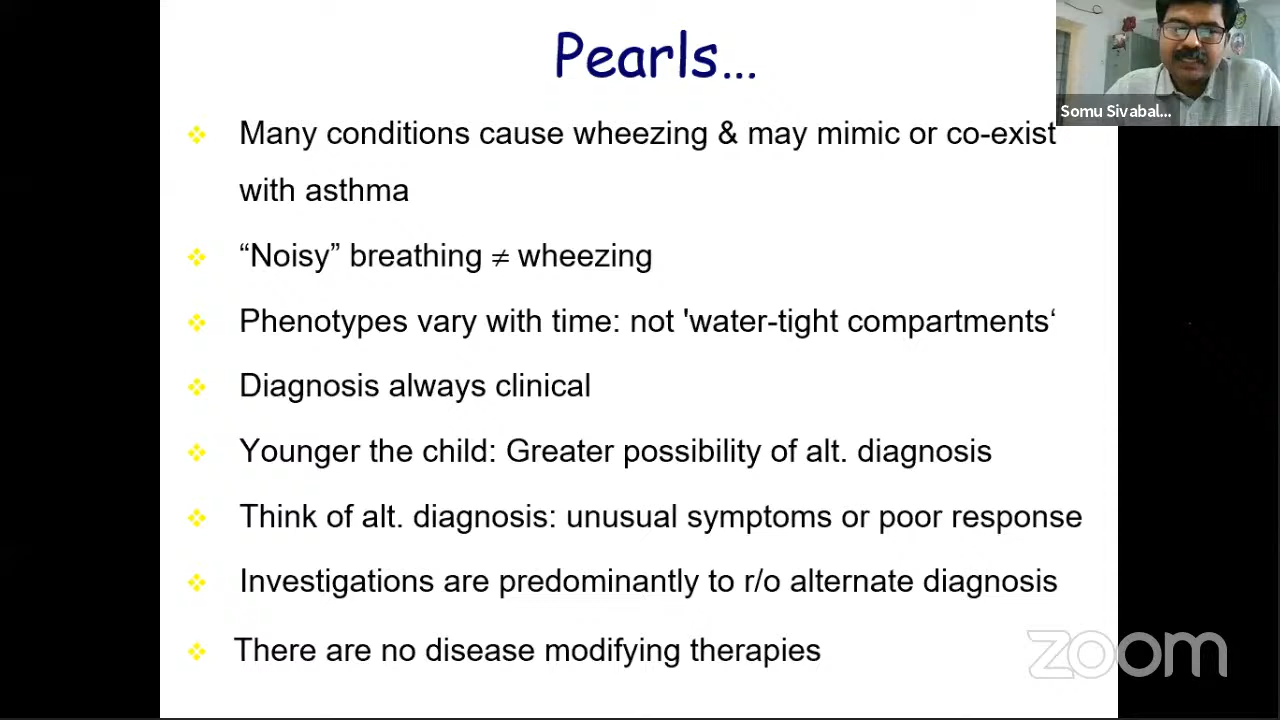 Pearls...
Somu Sivabal...
Many conditions cause wheezing & may mimic or co-exist
with asthma
“Noisy” breathing ≠ wheezing
Phenotypes vary with time: not 'water-tight compartments‘
Diagnosis always clinical
Younger the child: Greater possibility of alt. diagnosis
Think of alt. diagnosis: unusual symptoms or poor response
Investigations are predominantly to r/o alternate diagnosis
There are no disease modifying therapies
zoom